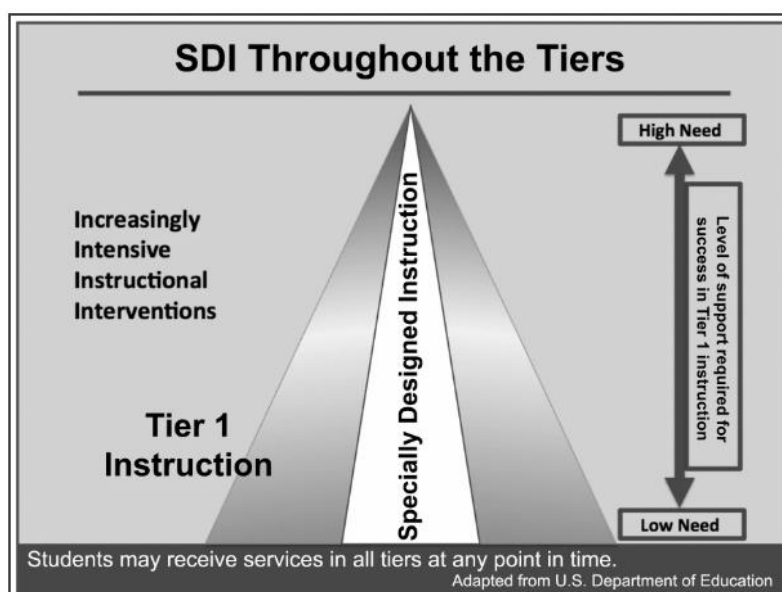 SDI Throughout the Tiers
High Need
Increasingly
Intensive
Instructional
Interventions
Specially Designed Instruction
Level of support required for
success in Tier 1 instruction
Tier 1
Instruction
Low Need
Students may receive services in all tiers at any point in time.
Adapted from U.S. Department of Education